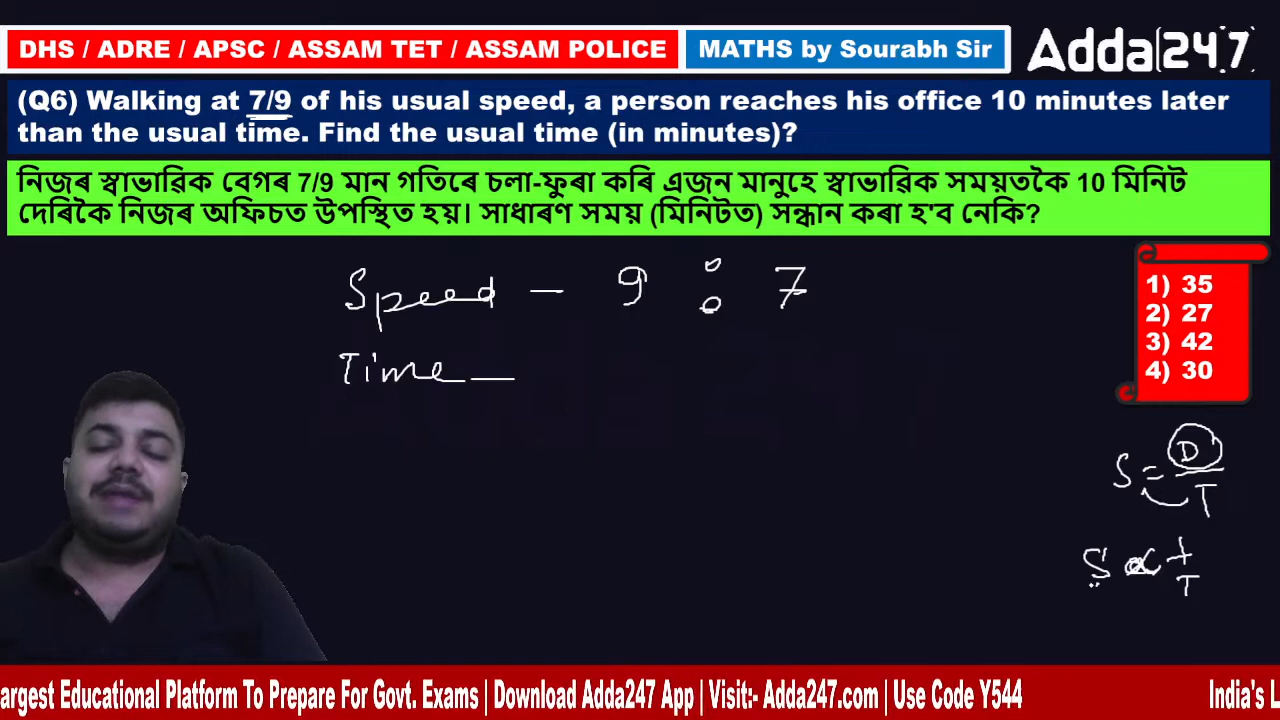 DHS / ADRE / APSC / ASSAM TET / ASSAM POLICE
MATHS by Sourabh Sir
Adda247
(Q6) Walking at 7/9 of his usual speed, a person reaches his office 10 minutes later
than the usual time. Find the usual time (in minutes)?
নিজৰ স্বাভাৱিক বেগৰ 7/9 মান গতিৰে চলা-ফুৰা কৰি এজন মানুহে স্বাভাৱিক সময়তকৈ 10 মিনিট
দেৰিকৈ নিজৰ অফিচত উপস্থিত হয়। সাধাৰণ সময় (মিনিটত) সন্ধান কৰা হ'ব নেকি?
Speed - 9 : 7
Time -
1) 35
2) 27
3) 42
4) 30
S = D/T
S ∝ 1/T
argest Educational Platform To Prepare For Govt. Exams | Download Adda247 App | Visit:- Adda247.com | Use Code Y544
India's L